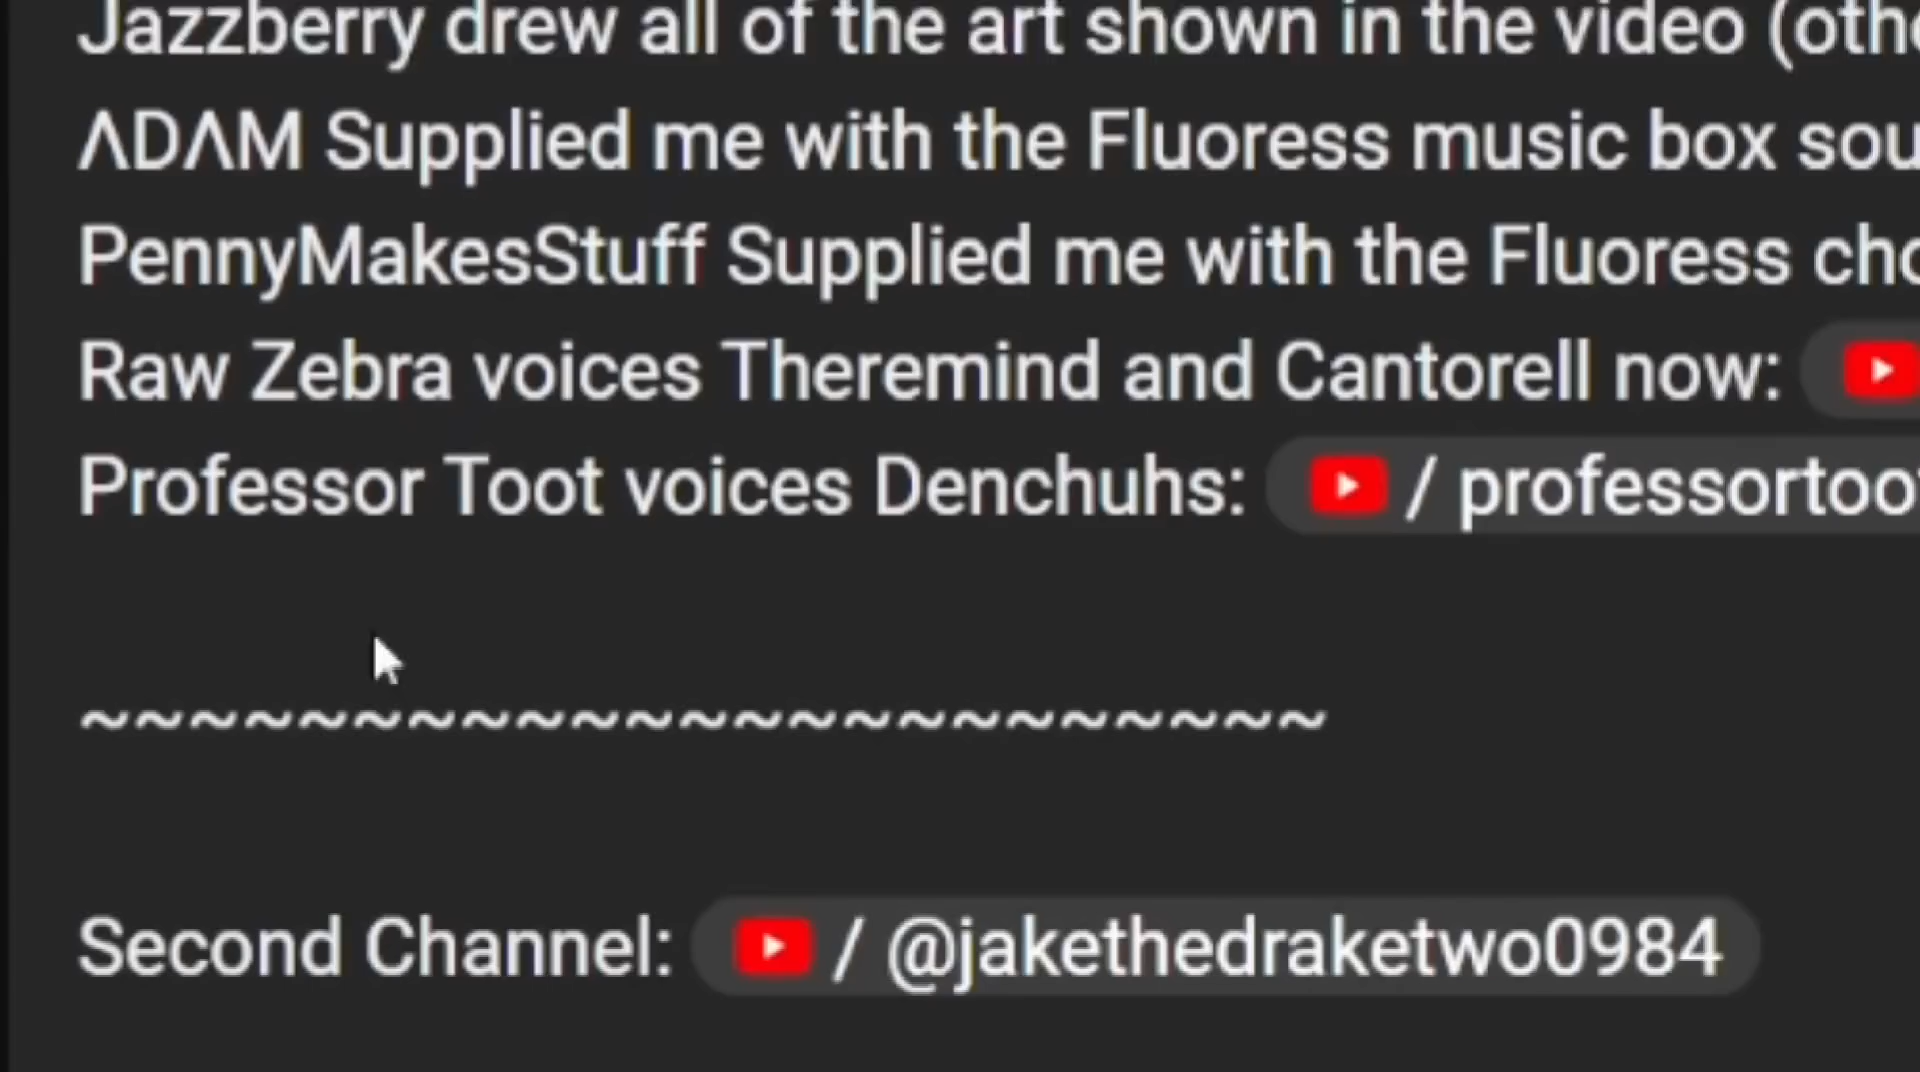 Jazzberry drew all of the art shown in the video
ΛDΛM Supplied me with the Fluoress music box
PennyMakesStuff Supplied me with the Fluoress
Raw Zebra voices Theremind and Cantorell now:
Professor Toot voices Denchuhs: / professortoot
~~~~~~~~~~~~~~~~~~~~~~~
Second Channel: / @jakethedraketwo0984